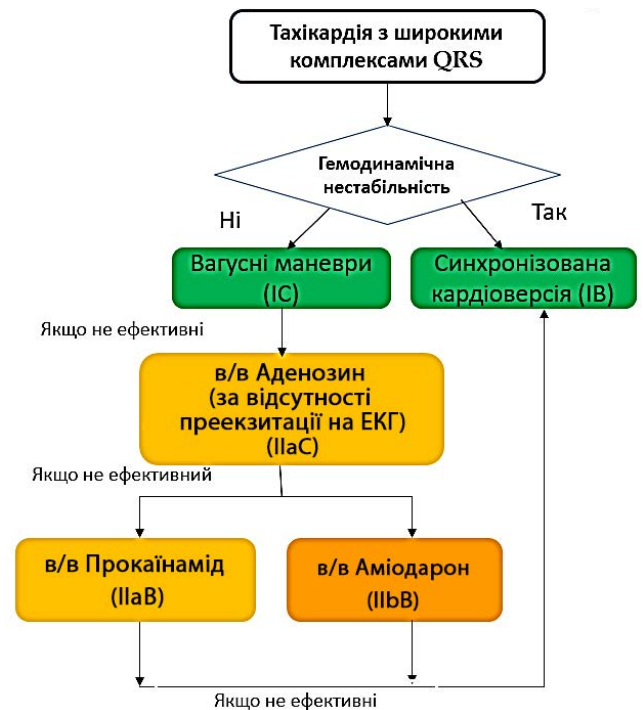 Тахікардія з широкими
комплексами QRS
Гемодинамічна
нестабільність
Ні
Так
Вагусні маневри
(IC)
Синхронізована
кардіоверсія (IB)
Якщо не ефективні
в/в Аденозин
(за відсутності
преекзитації на ЕКГ)
(IIaC)
Якщо не ефективний
в/в Прокаїнамід
(IIaB)
в/в Аміодарон
(IIbB)
Якщо не ефективні